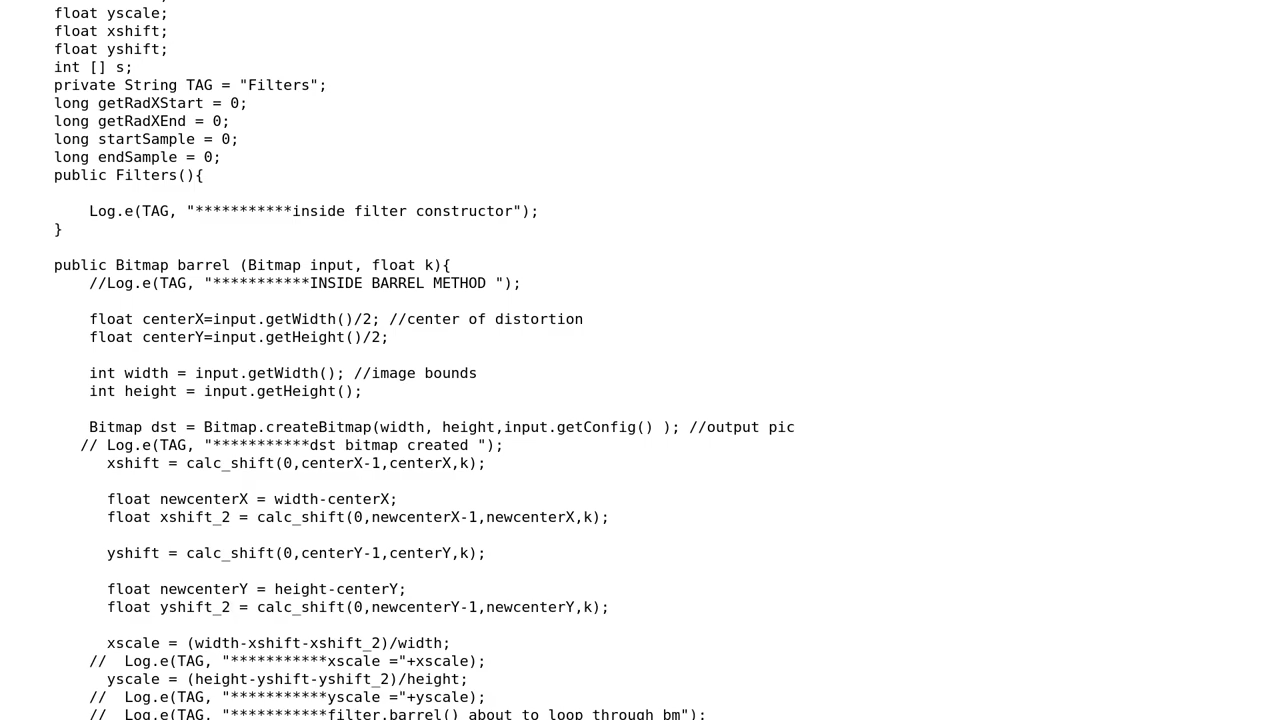 float yscale;
float xshift;
float yshift;
int [] s;
private String TAG = "Filters";
long getRadXStart = 0;
long getRadXEnd = 0;
long startSample = 0;
long endSample = 0;
public Filters(){
Log.e(TAG, "***********inside filter constructor");
}
public Bitmap barrel (Bitmap input, float k){
//Log.e(TAG, "***********INSIDE BARREL METHOD ");
float centerX=input.getWidth()/2; //center of distortion
float centerY=input.getHeight()/2;
int width = input.getWidth(); //image bounds
int height = input.getHeight();
Bitmap dst = Bitmap.createBitmap(width, height,input.getConfig() ); //output pic
// Log.e(TAG, "***********dst bitmap created ");
xshift = calc_shift(0,centerX-1,centerX,k);
float newcenterX = width-centerX;
float xshift_2 = calc_shift(0,newcenterX-1,newcenterX,k);
yshift = calc_shift(0,centerY-1,centerY,k);
float newcenterY = height-centerY;
float yshift_2 = calc_shift(0,newcenterY-1,newcenterY,k);
xscale = (width-xshift-xshift_2)/width;
//  Log.e(TAG, "***********xscale ="+xscale);
yscale = (height-yshift-yshift_2)/height;
//  Log.e(TAG, "***********yscale ="+yscale);
//  Log.e(TAG, "***********filter.barrel() about to loop through bm");